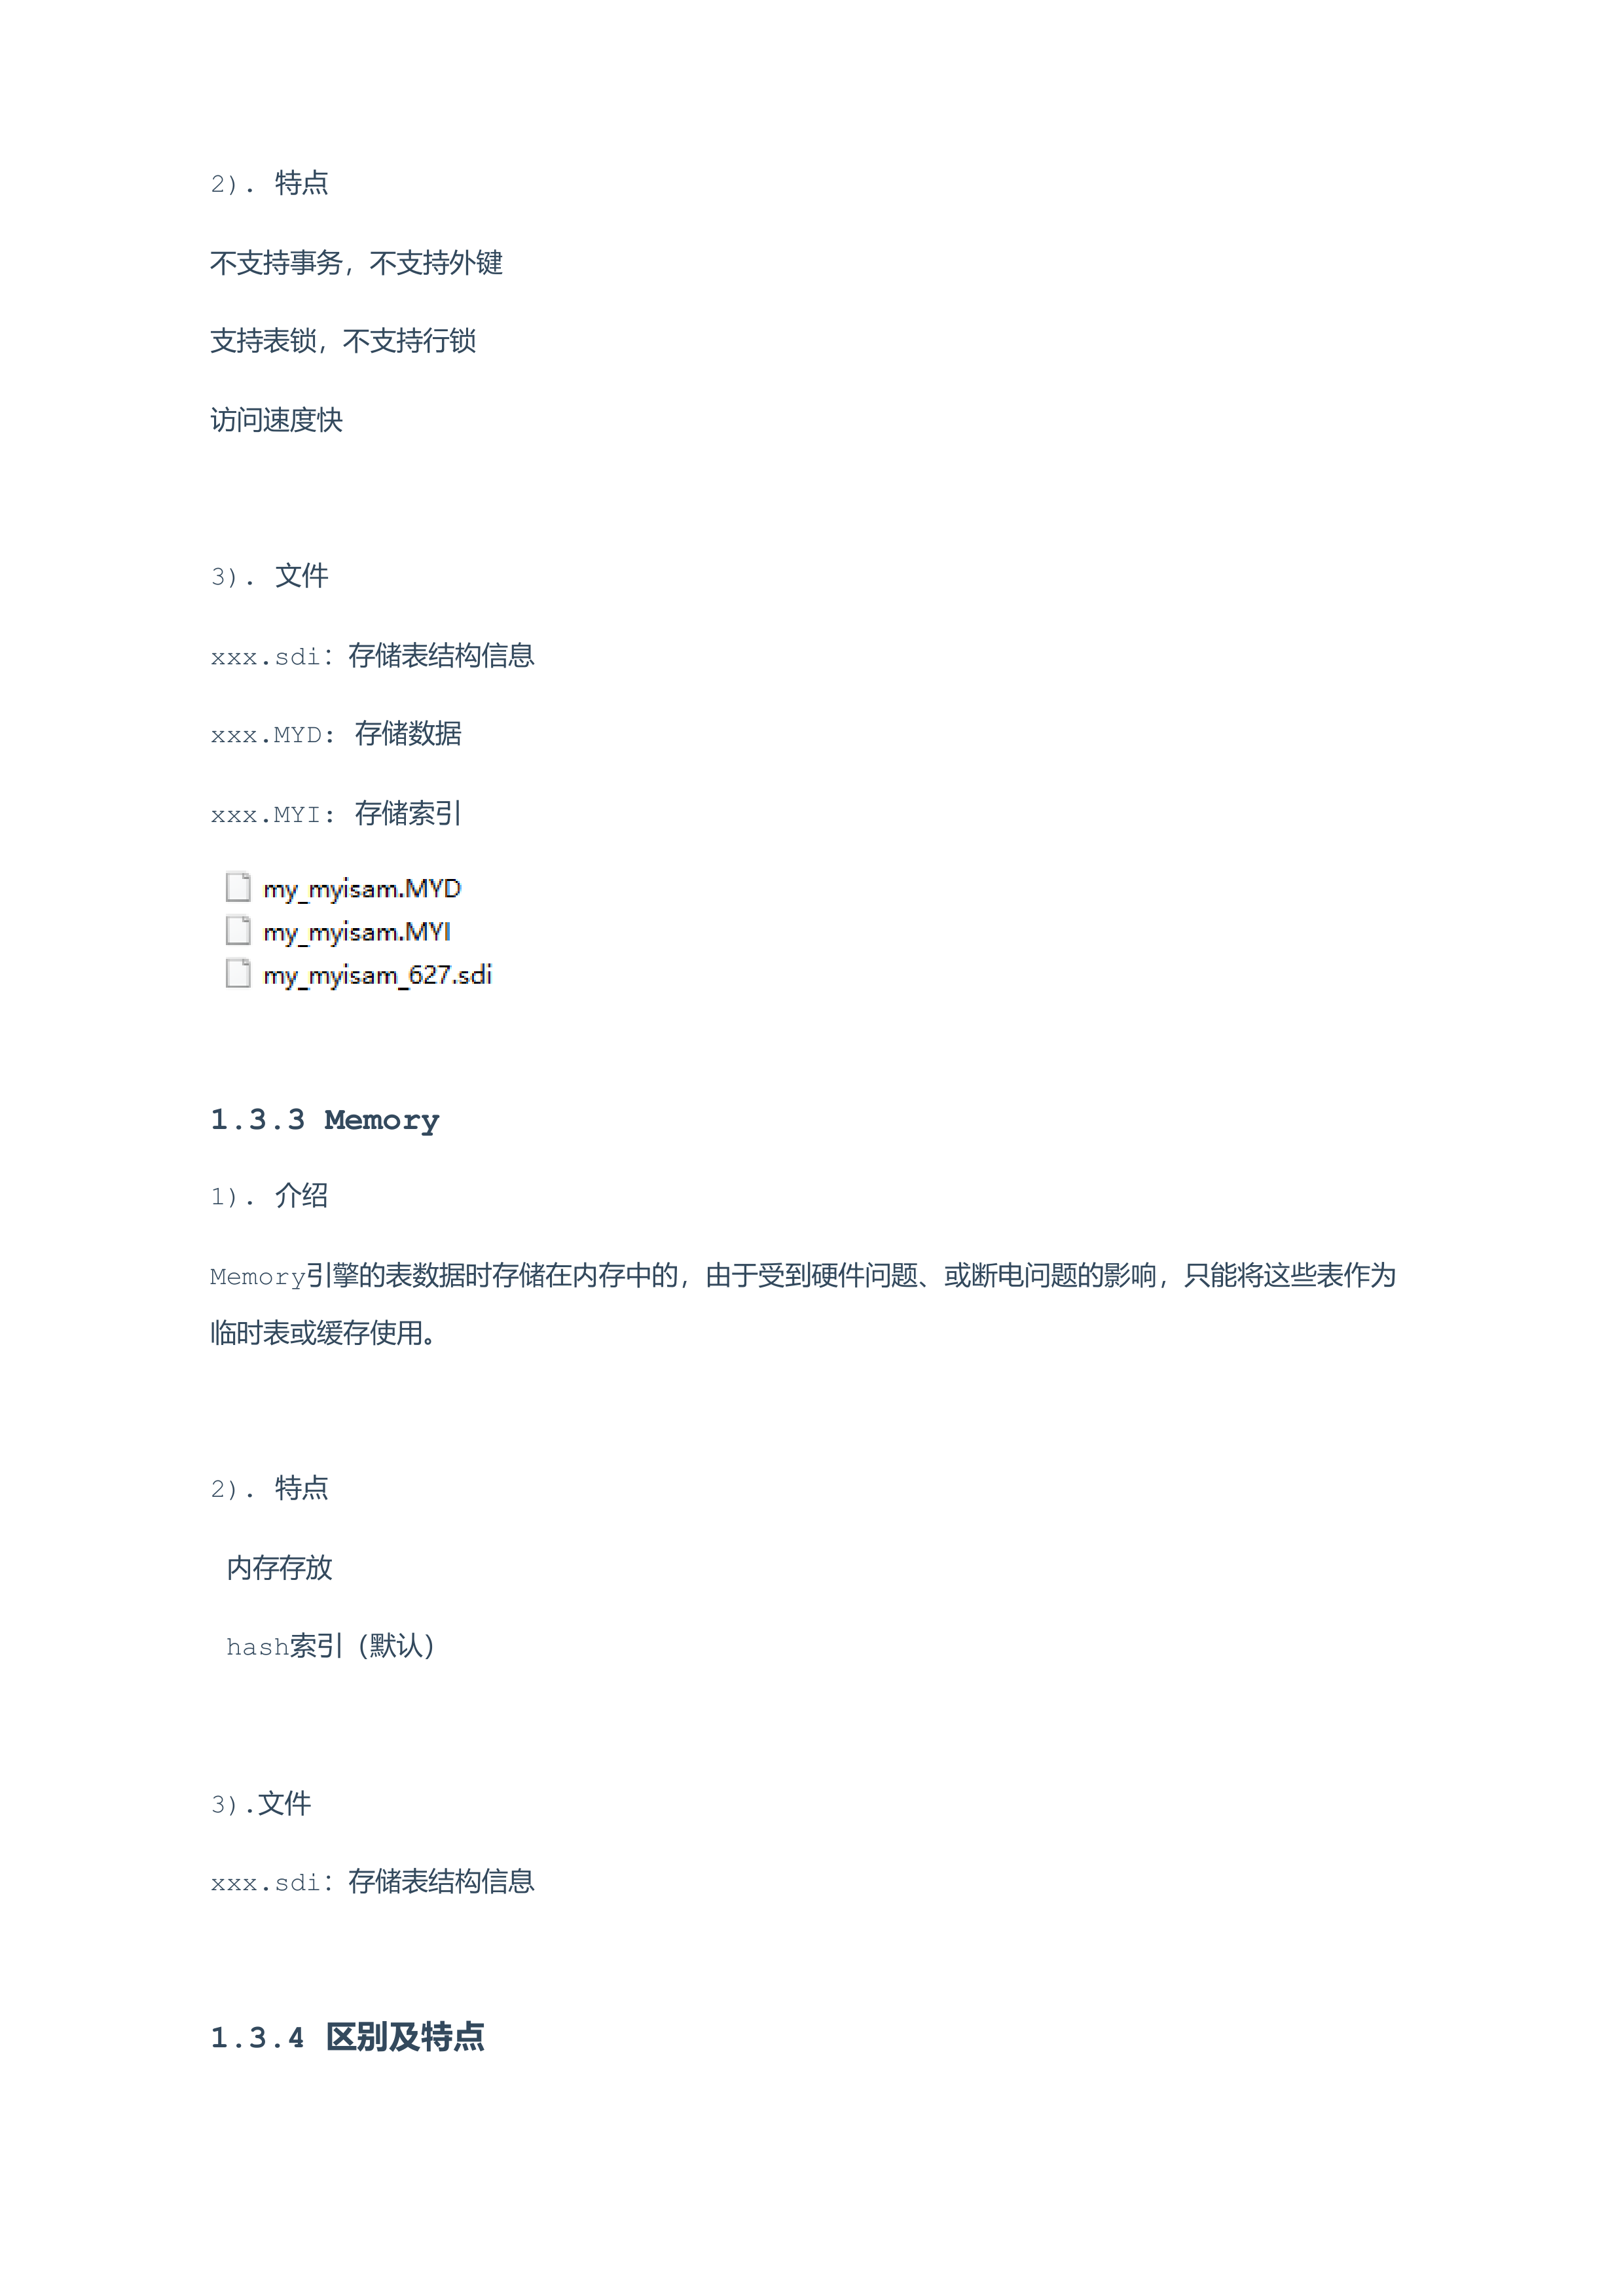 2). 特点
不支持事务，不支持外键
支持表锁，不支持行锁
访问速度快
3). 文件
xxx.sdi：存储表结构信息
xxx.MYD: 存储数据
xxx.MYI: 存储索引
my_myisam.MYD
my_myisam.MYI
my_myisam_627.sdi
1.3.3 Memory
1). 介绍
Memory引擎的表数据时存储在内存中的，由于受到硬件问题、或断电问题的影响，只能将这些表作为
临时表或缓存使用。
2). 特点
内存存放
hash索引（默认）
3).文件
xxx.sdi：存储表结构信息
1.3.4 区别及特点